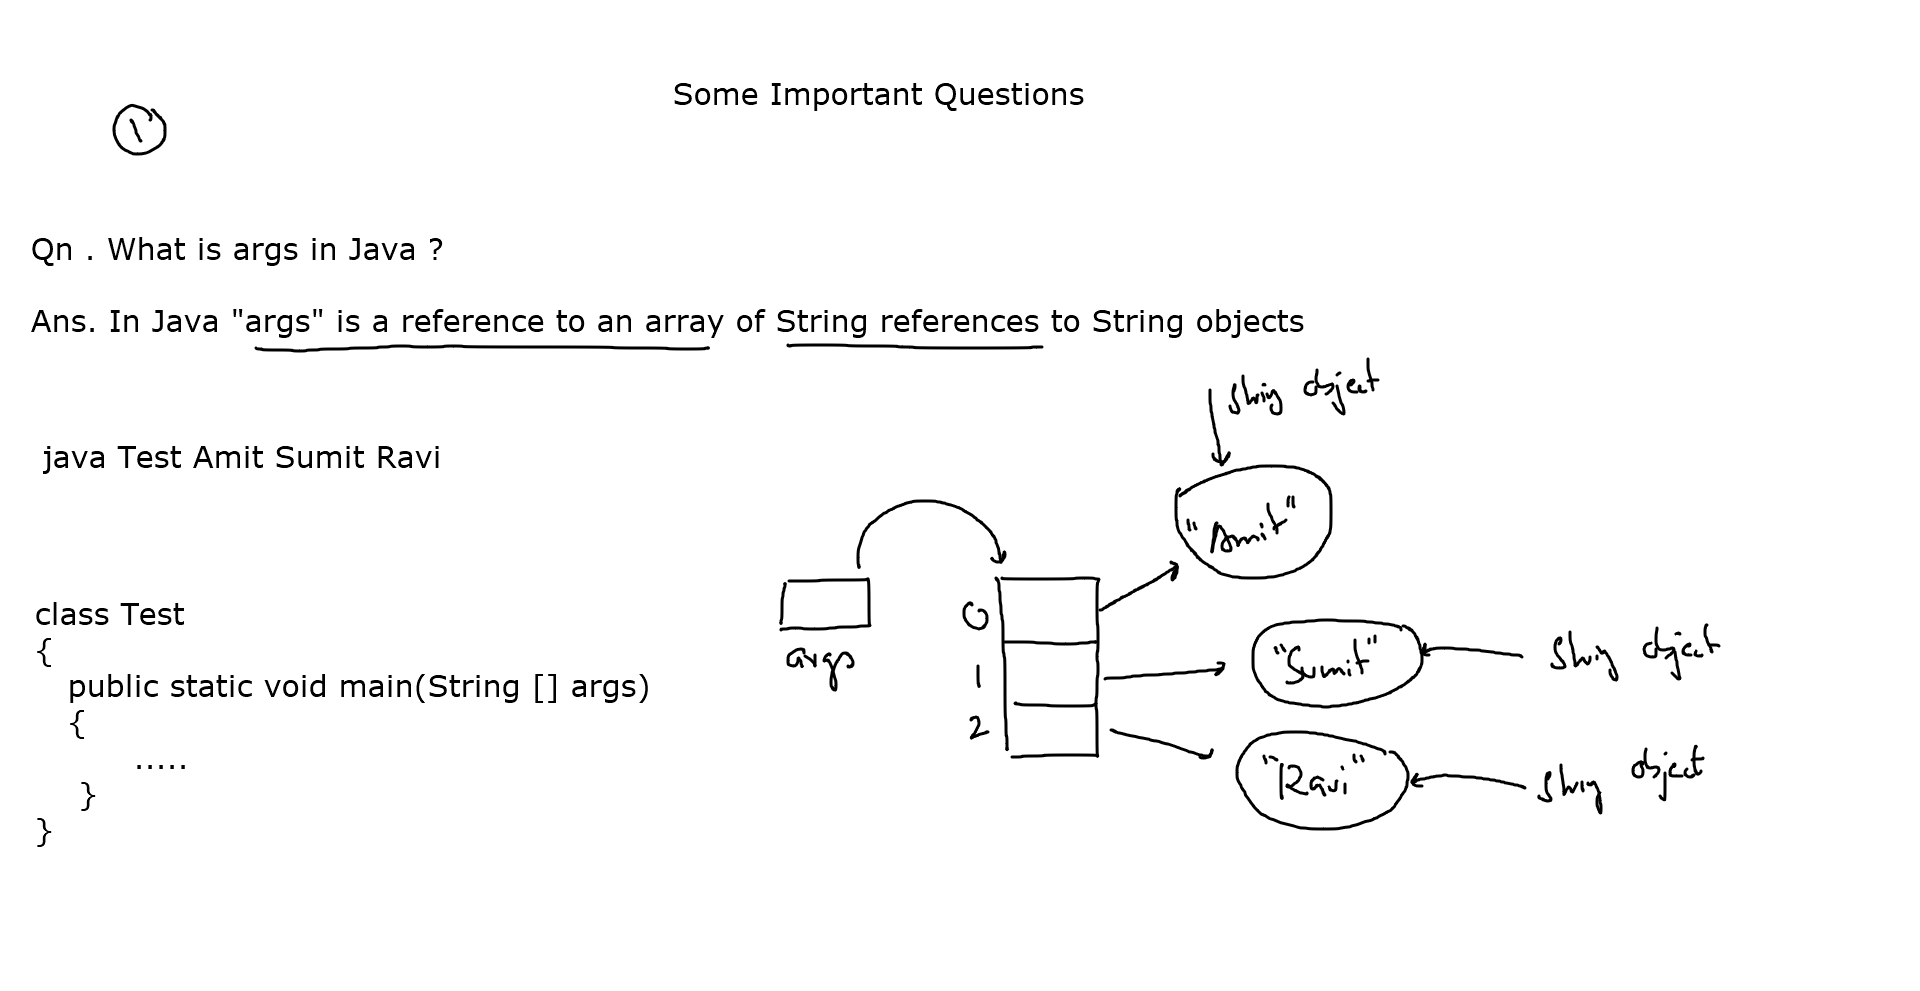 Some Important Questions
1
Qn . What is args in Java ?
Ans. In Java "args" is a reference to an array of String references to String objects
String object
java Test Amit Sumit Ravi
"Amit"
class Test
{
public static void main(String [] args)
{
.....
}
}
args
0
1
2
"Sumit"
String object
"Ravi"
String object